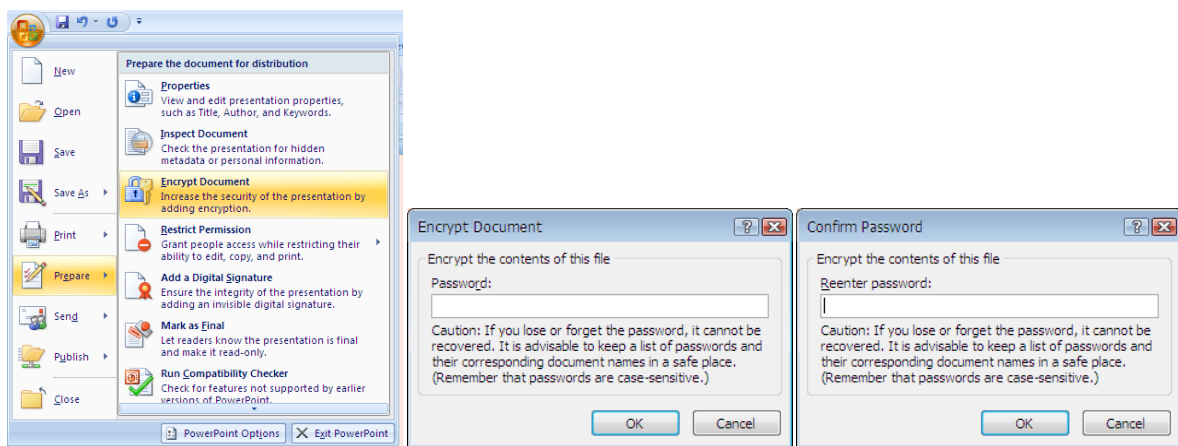 New
Open
Save
Save As
Print
Prepare
Send
Publish
Close
Prepare the document for distribution
Properties
View and edit presentation properties,
such as Title, Author, and Keywords.
Inspect Document
Check the presentation for hidden
metadata or personal information.
Encrypt Document
Increase the security of the presentation by
adding encryption.
Restrict Permission
Grant people access while restricting their
ability to edit, copy, and print.
Add a Digital Signature
Ensure the integrity of the presentation by
adding an invisible digital signature.
Mark as Final
Let readers know the presentation is final
and make it read-only.
Run Compatibility Checker
Check for features not supported by earlier
versions of PowerPoint.
PowerPoint Options
Exit PowerPoint
Encrypt Document
Encrypt the contents of this file
Password:
Caution: If you lose or forget the password, it cannot be
recovered. It is advisable to keep a list of passwords and
their corresponding document names in a safe place.
(Remember that passwords are case-sensitive.)
OK
Cancel
Confirm Password
Encrypt the contents of this file
Reenter password:
Caution: If you lose or forget the password, it cannot be
recovered. It is advisable to keep a list of passwords and
their corresponding document names in a safe place.
(Remember that passwords are case-sensitive.)
OK
Cancel